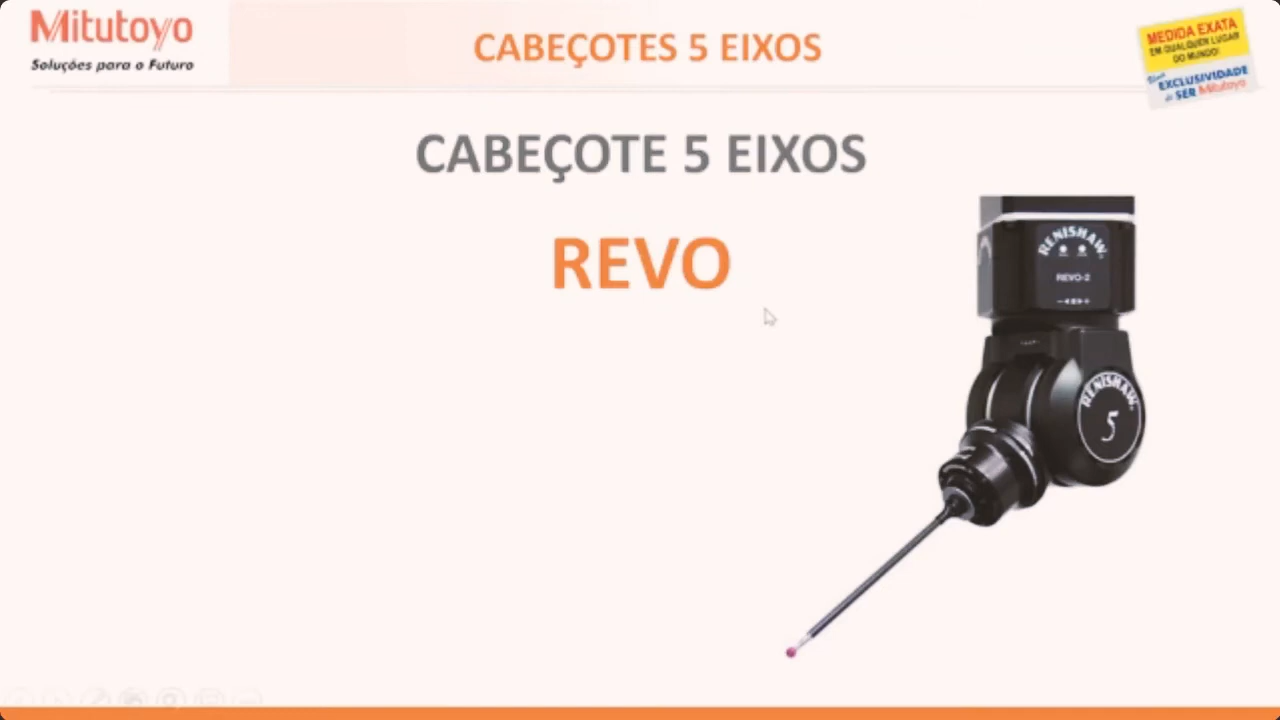 Mitutoyo
Soluções para o Futuro
CABEÇOTES 5 EIXOS
MEDIDA EXATA
EM QUALQUER LUGAR
DO MUNDO!
EXCLUSIVIDADE
de SER Mitutoyo
CABEÇOTE 5 EIXOS
REVO
RENISHAW
REVO-2
RENISHAW
5